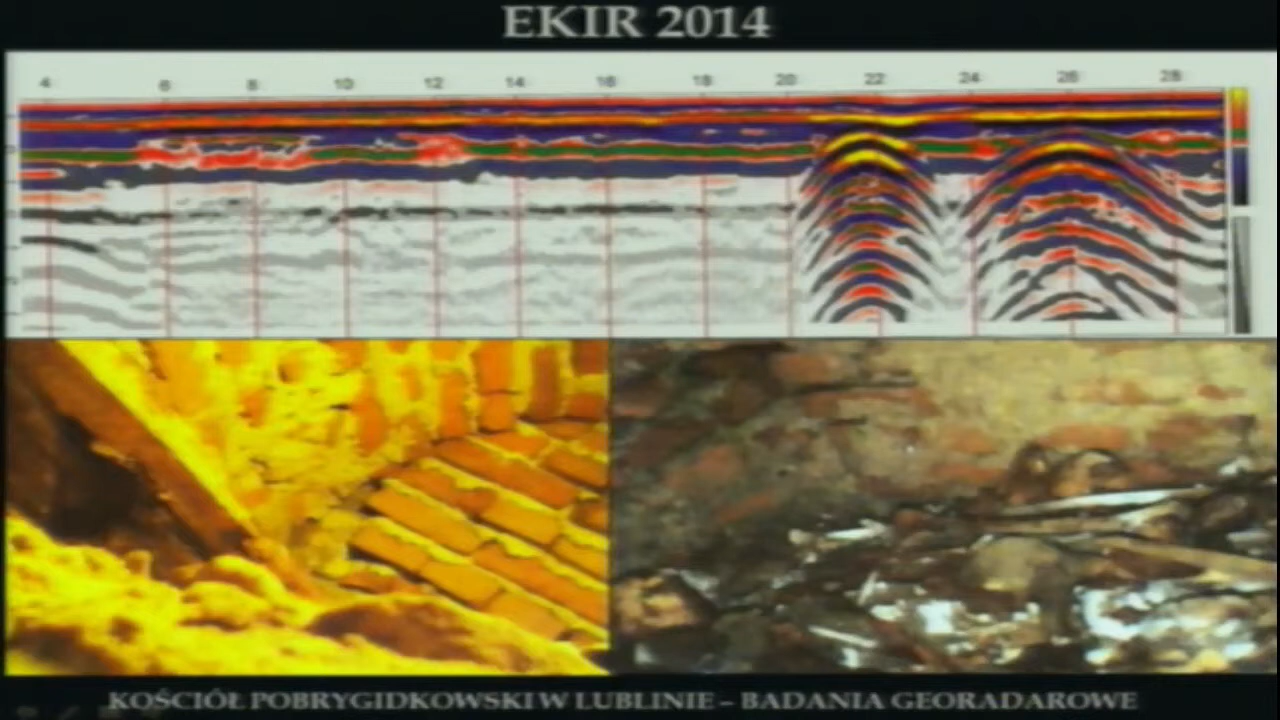 EKIR 2014
4 6 8 10 12 14 16 18 20 22 24 26 28
KOŚCIÓŁ POBRYGIDKOWSKI W LUBLINIE – BADANIA GEORADAROWE